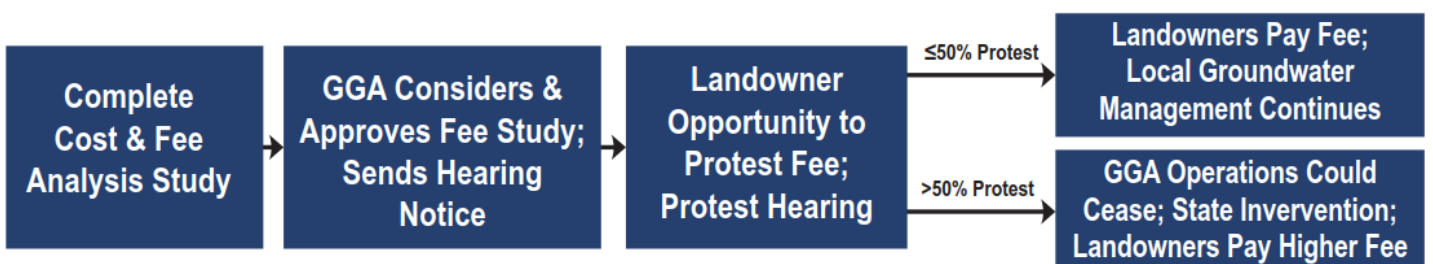 Complete
Cost & Fee
Analysis Study
GGA Considers &
Approves Fee Study;
Sends Hearing
Notice
Landowner
Opportunity to
Protest Fee;
Protest Hearing
≤50% Protest
Landowners Pay Fee;
Local Groundwater
Management Continues
>50% Protest
GGA Operations Could
Cease; State Invervention;
Landowners Pay Higher Fee